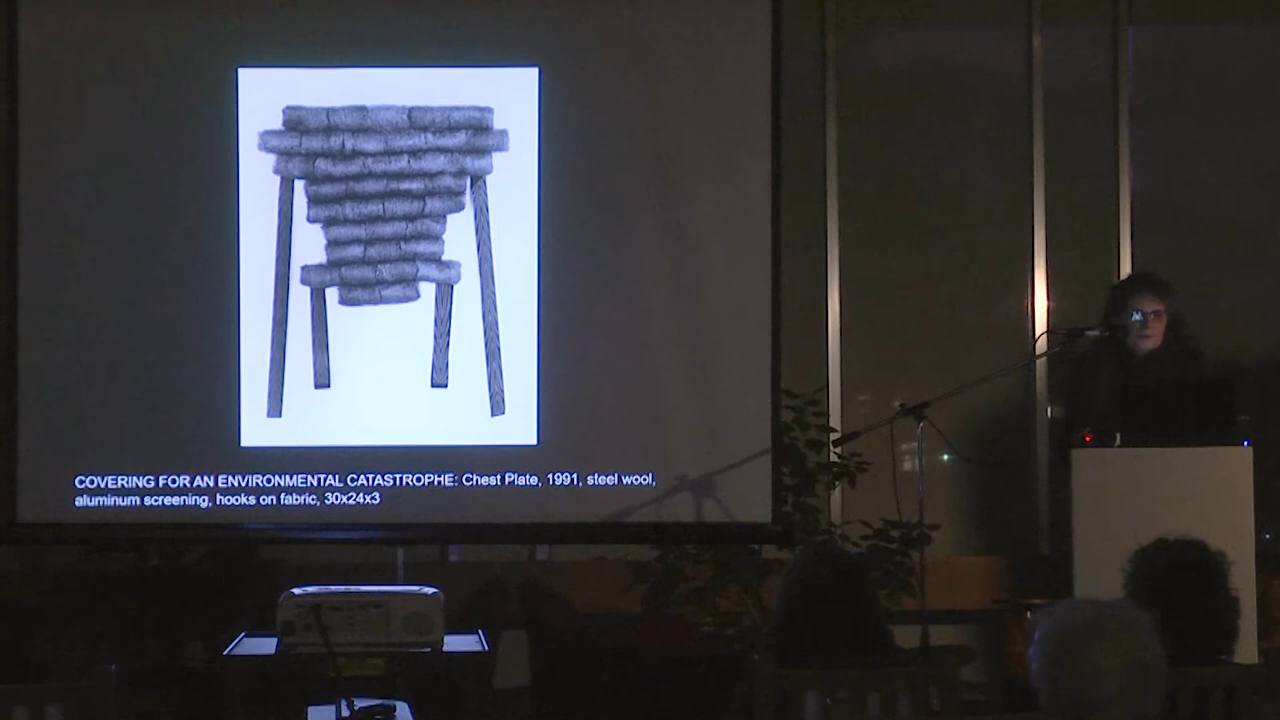 COVERING FOR AN ENVIRONMENTAL CATASTROPHE: Chest Plate, 1991, steel wool,
aluminum screening, hooks on fabric, 30x24x3